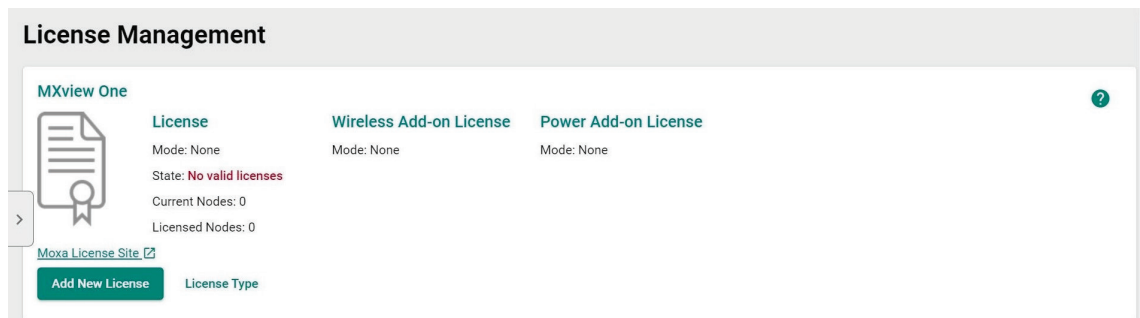 License Management
MXview One
License
Mode: None
State: No valid licenses
Current Nodes: 0
Licensed Nodes: 0
Wireless Add-on License
Mode: None
Power Add-on License
Mode: None
Moxa License Site
Add New License
License Type